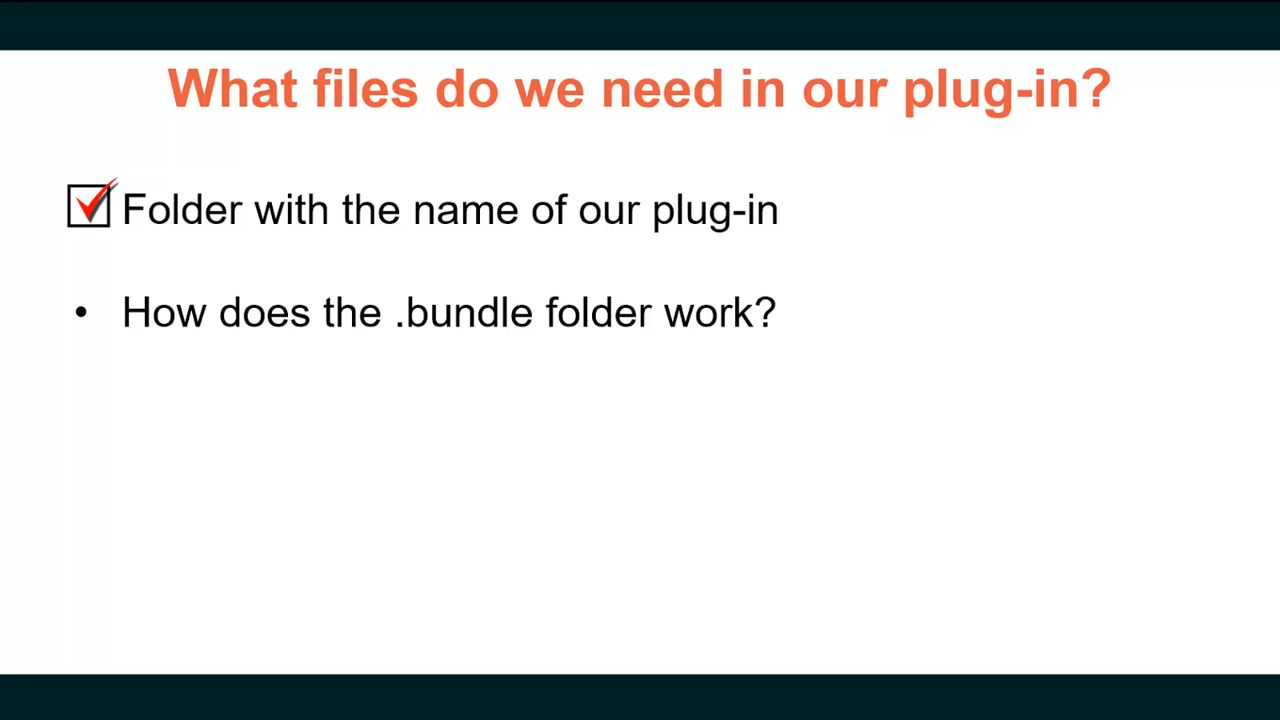 What files do we need in our plug-in?
Folder with the name of our plug-in
• How does the .bundle folder work?